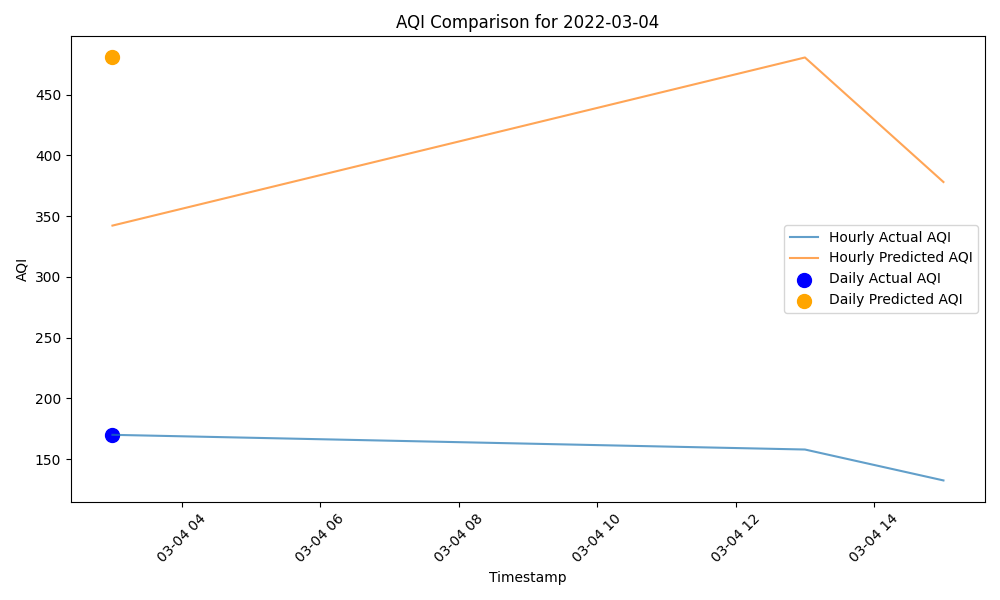 AQI Comparison for 2022-03-04
AQI
450
400
350
300
250
200
150
Hourly Actual AQI
Hourly Predicted AQI
Daily Actual AQI
Daily Predicted AQI
03-04 04
03-04 06
03-04 08
03-04 10
03-04 12
03-04 14
Timestamp